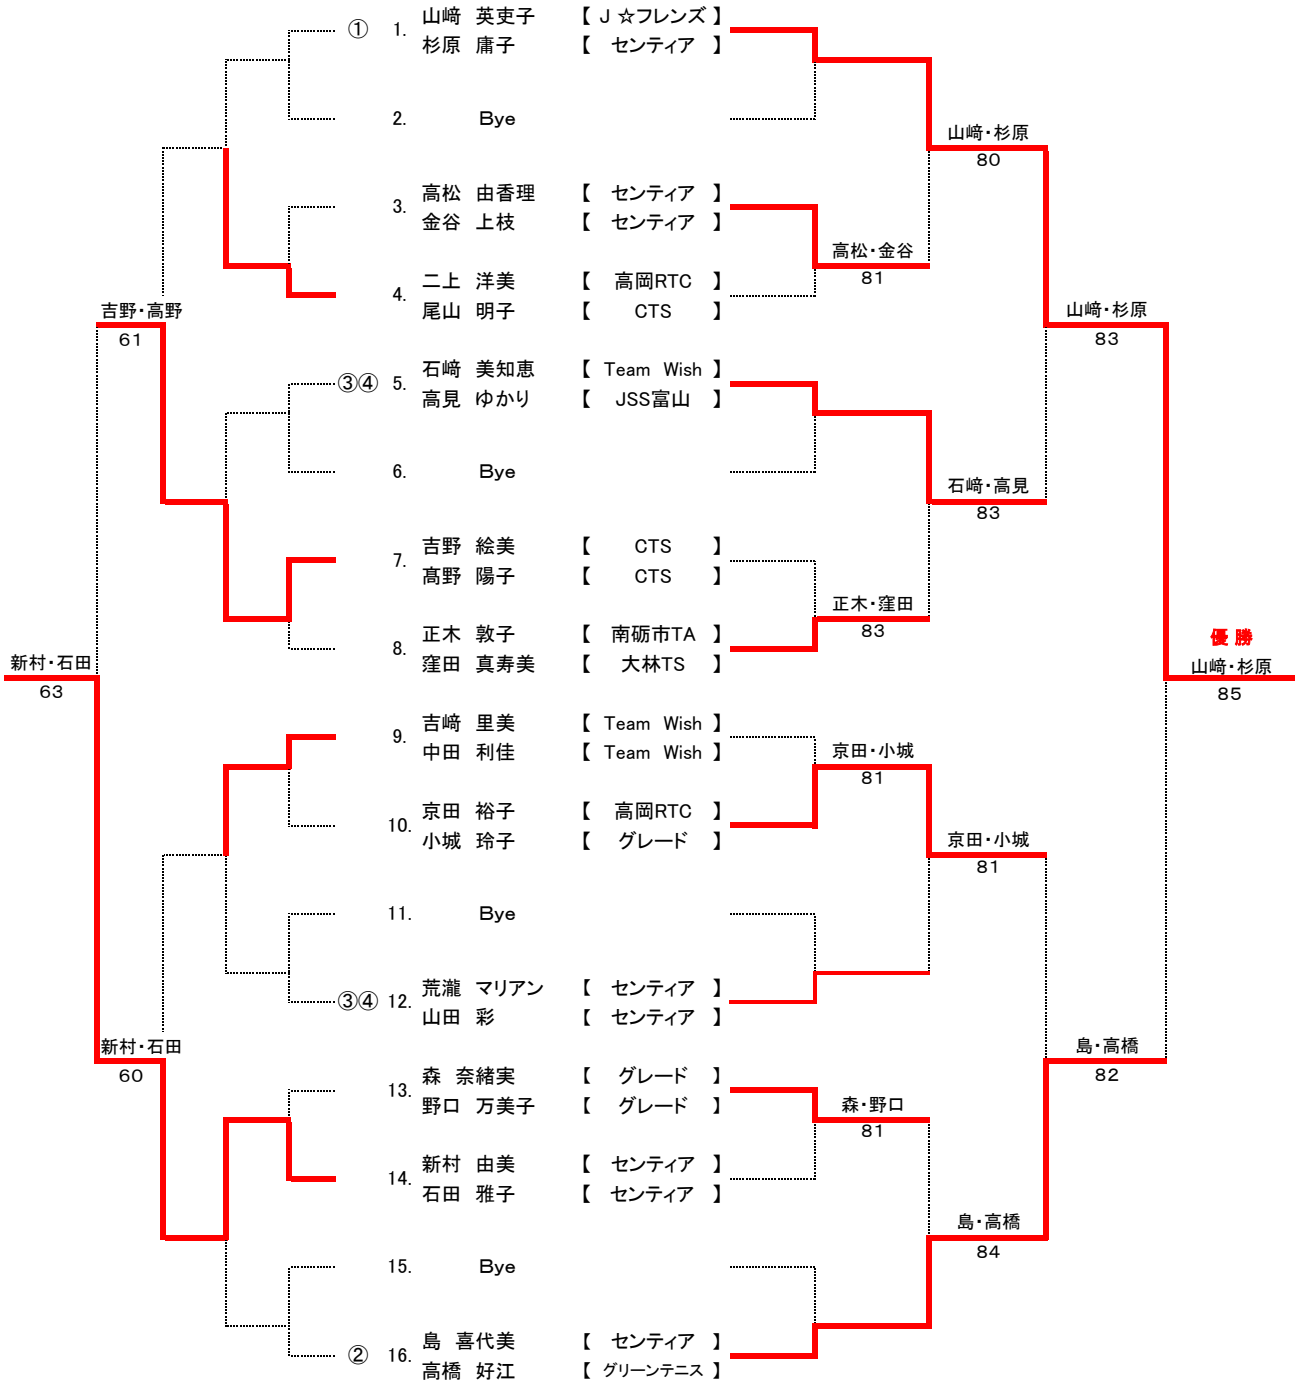 ① 1. 山﨑 英吏子 【 J ☆フレンズ 】
杉原 庸子 【 センティア 】
2. Bye
山﨑・杉原
80
3. 高松 由香理 【 センティア 】
金谷 上枝 【 センティア 】
高松・金谷
81
4. 二上 洋美 【 高岡RTC 】
尾山 明子 【 CTS 】
吉野・高野
61
山﨑・杉原
83
③④ 5. 石﨑 美知恵 【 Team Wish 】
高見 ゆかり 【 JSS富山 】
6. Bye
石﨑・高見
83
7. 吉野 絵美 【 CTS 】
髙野 陽子 【 CTS 】
正木・窪田
83
8. 正木 敦子 【 南砺市TA 】
窪田 真寿美 【 大林TS 】
新村・石田
63
優 勝
山﨑・杉原
85
9. 吉﨑 里美 【 Team Wish 】
中田 利佳 【 Team Wish 】
京田・小城
81
10. 京田 裕子 【 高岡RTC 】
小城 玲子 【 グレード 】
京田・小城
81
11. Bye
③④ 12. 荒瀧 マリアン 【 センティア 】
山田 彩 【 センティア 】
新村・石田
60
島・高橋
82
13. 森 奈緒実 【 グレード 】
野口 万美子 【 グレード 】
森・野口
81
14. 新村 由美 【 センティア 】
石田 雅子 【 センティア 】
島・高橋
84
15. Bye
② 16. 島 喜代美 【 センティア 】
高橋 好江 【 グリーンテニス 】